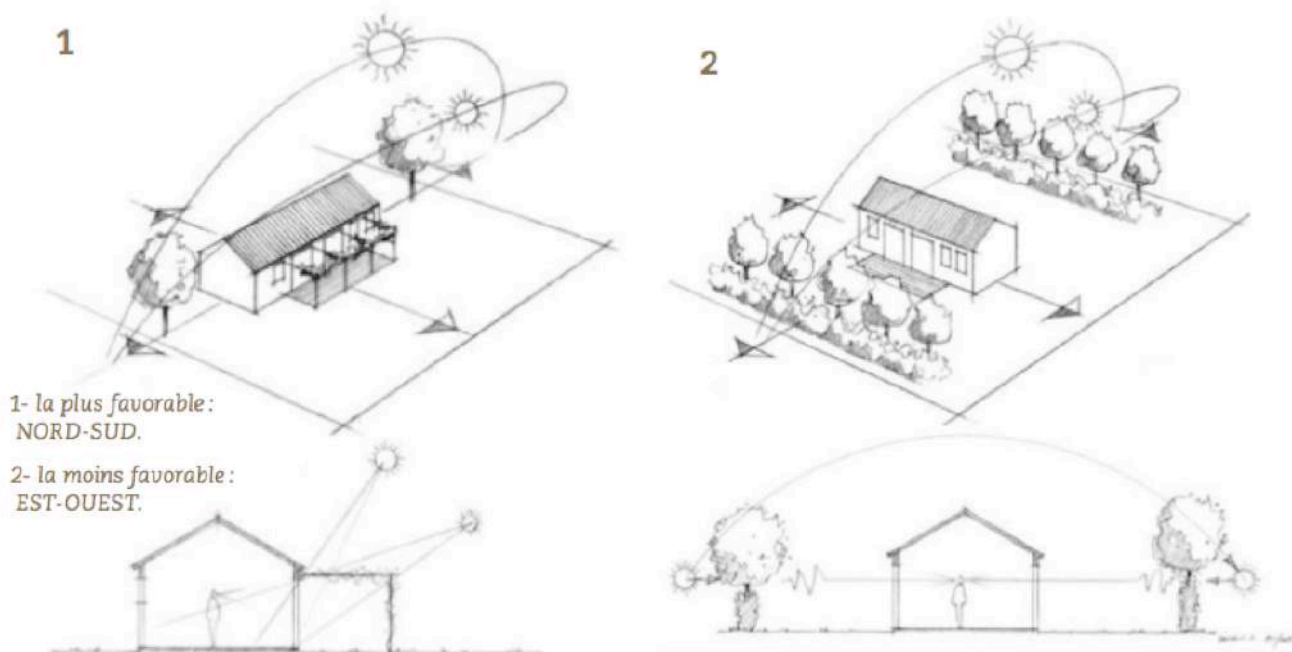 1
2
1- la plus favorable :
NORD-SUD.
2- la moins favorable :
EST-OUEST.